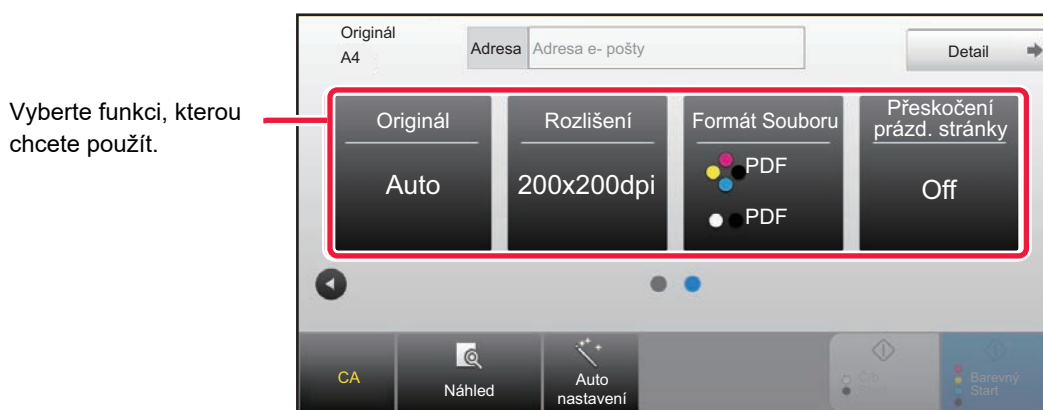 Vyberte funkci, kterou
chcete použít.
Originál
A4
Adresa
Adresa e- pošty
Detail
Originál
Auto
Rozlišení
200x200dpi
Formát Souboru
PDF
PDF
Přeskočení
prázd. stránky
Off
CA
Náhled
Auto
nastavení
Barevný
Start